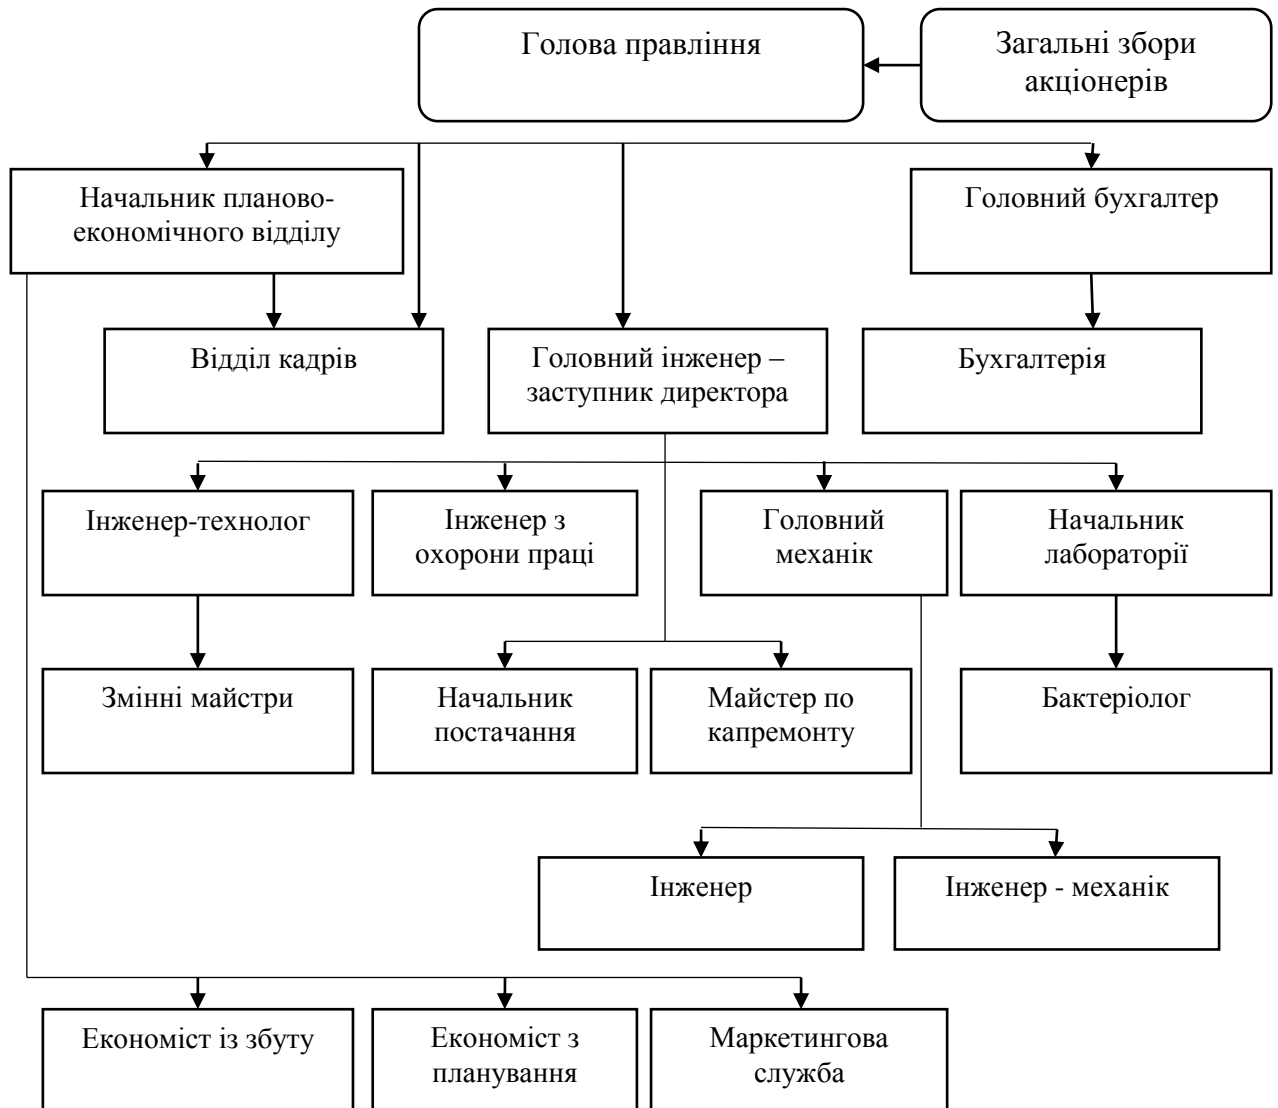 Голова правління
Загальні збори
акціонерів
Начальник планово-
економічного відділу
Головний бухгалтер
Відділ кадрів
Головний інженер –
заступник директора
Бухгалтерія
Інженер-технолог
Інженер з
охорони праці
Головний
механік
Начальник
лабораторії
Змінні майстри
Начальник
постачання
Майстер по
капремонту
Бактеріолог
Інженер
Інженер - механік
Економіст із збуту
Економіст з
планування
Маркетингова
служба